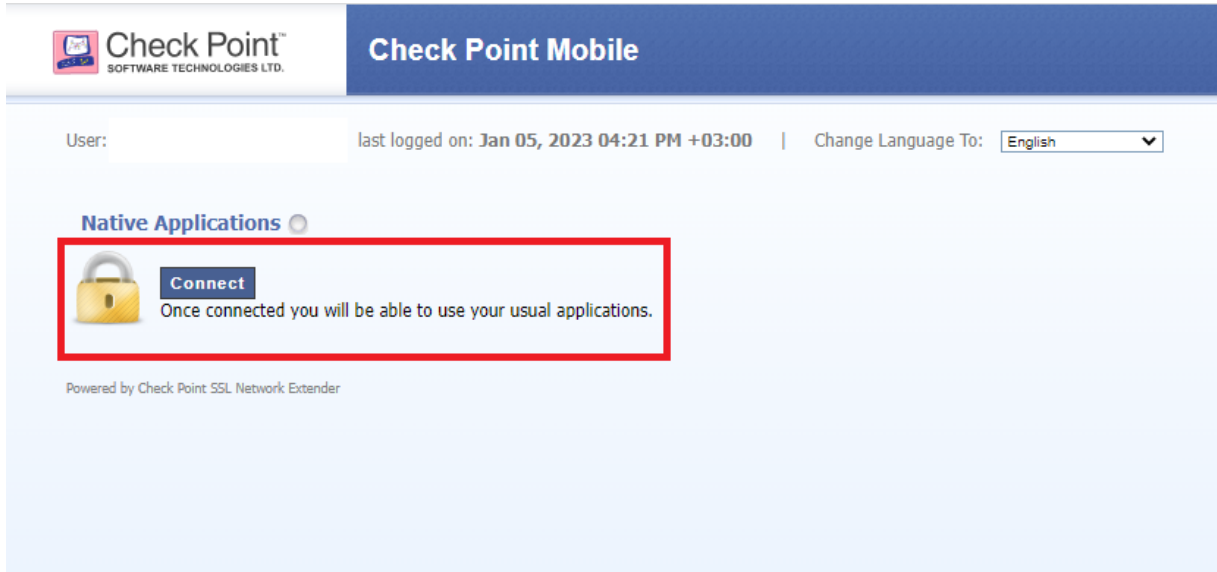 Check Point™
SOFTWARE TECHNOLOGIES LTD.
Check Point Mobile
User: last logged on: Jan 05, 2023 04:21 PM +03:00 | Change Language To: English
Native Applications
Connect
Once connected you will be able to use your usual applications.
Powered by Check Point SSL Network Extender